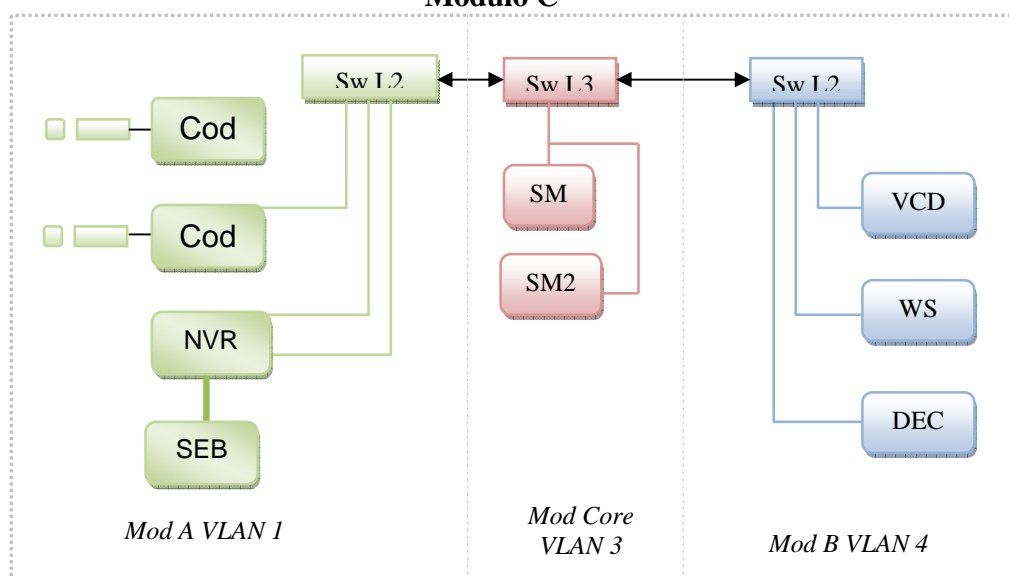 Modulo C
Sw L2
Sw L3
Sw L2
Cod
Cod
NVR
SEB
SM
SM2
VCD
WS
DEC
Mod A VLAN 1
Mod Core
VLAN 3
Mod B VLAN 4